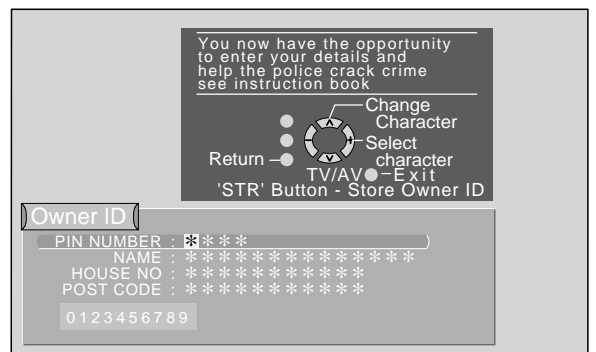 You now have the opportunity
to enter your details and
help the police crack crime
see instruction book
Change
Character
Select
Return character
TV/AV - Exit
'STR' Button - Store Owner ID
Owner ID
PIN NUMBER : ****
NAME : **************
HOUSE NO : ***********
POST CODE : ***********
0123456789